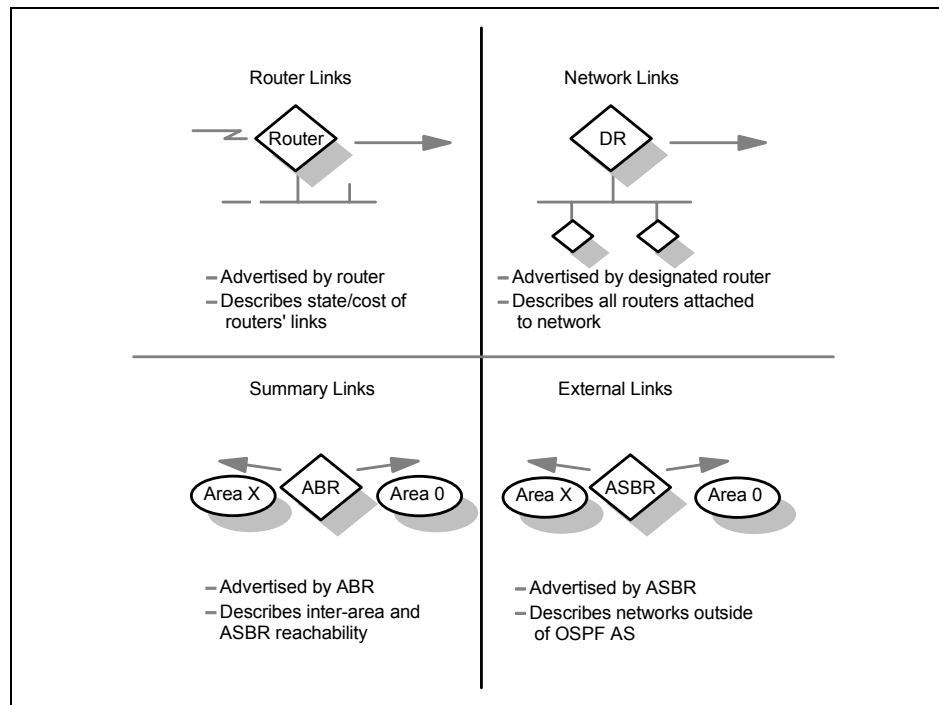 Router Links
Router
– Advertised by router
– Describes state/cost of
routers' links
Network Links
DR
– Advertised by designated router
– Describes all routers attached
to network
Summary Links
Area X
ABR
Area 0
– Advertised by ABR
– Describes inter-area and
ASBR reachability
External Links
Area X
ASBR
Area 0
– Advertised by ASBR
– Describes networks outside
of OSPF AS